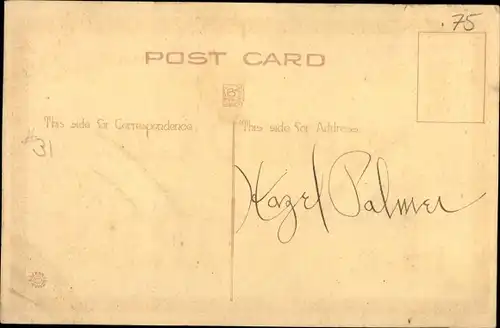 .75
POST CARD
This side for Correspondence.
This side for Address.
#31
Hazel Palmer